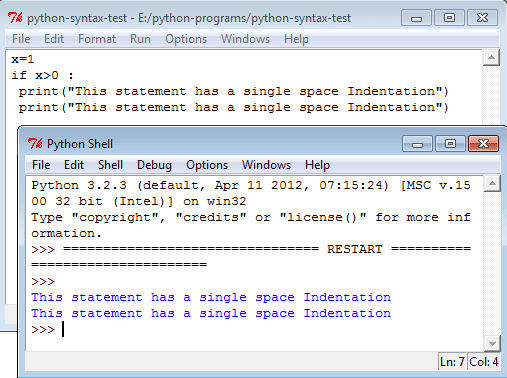 python-syntax-test - E:/python-programs/python-syntax-test
File Edit Format Run Options Windows Help
x=1
if x>0 :
 print("This statement has a single space Indentation")
 print("This statement has a single space Indentation")
Python Shell
File Edit Shell Debug Options Windows Help
Python 3.2.3 (default, Apr 11 2012, 07:15:24) [MSC v.15
00 32 bit (Intel)] on win32
Type "copyright", "credits" or "license()" for more inf
ormation.
>>> ================================ RESTART ==========
======================
>>>
This statement has a single space Indentation
This statement has a single space Indentation
>>>
Ln: 7 Col: 4